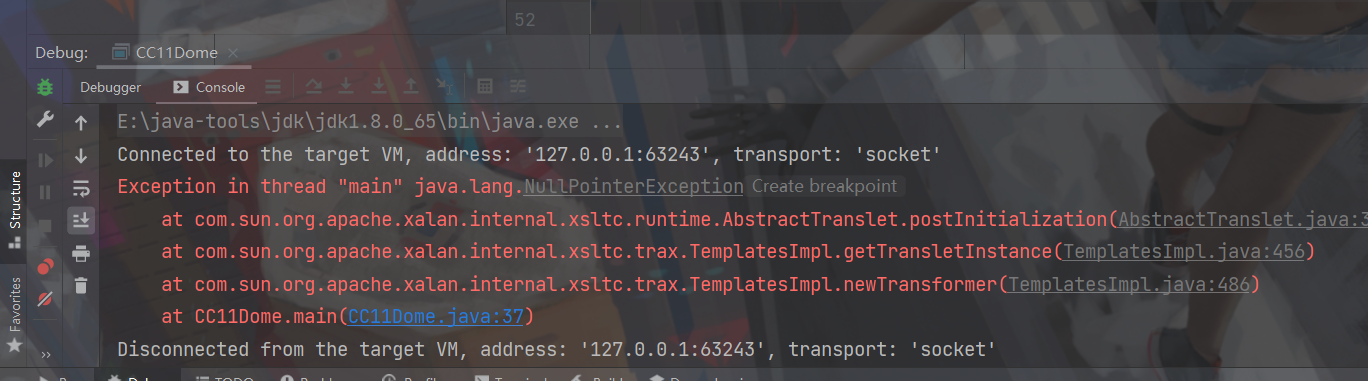 52
Debug: CC11Dome
Debugger Console
E:\java-tools\jdk\jdk1.8.0_65\bin\java.exe ...
Connected to the target VM, address: '127.0.0.1:63243', transport: 'socket'
Exception in thread "main" java.lang.NullPointerException Create breakpoint
at com.sun.org.apache.xalan.internal.xsltc.runtime.AbstractTranslet.postInitialization(AbstractTranslet.java:3
at com.sun.org.apache.xalan.internal.xsltc.trax.TemplatesImpl.getTransletInstance(TemplatesImpl.java:456)
at com.sun.org.apache.xalan.internal.xsltc.trax.TemplatesImpl.newTransformer(TemplatesImpl.java:486)
at CC11Dome.main(CC11Dome.java:37)
Disconnected from the target VM, address: '127.0.0.1:63243', transport: 'socket'
Structure
Favorites